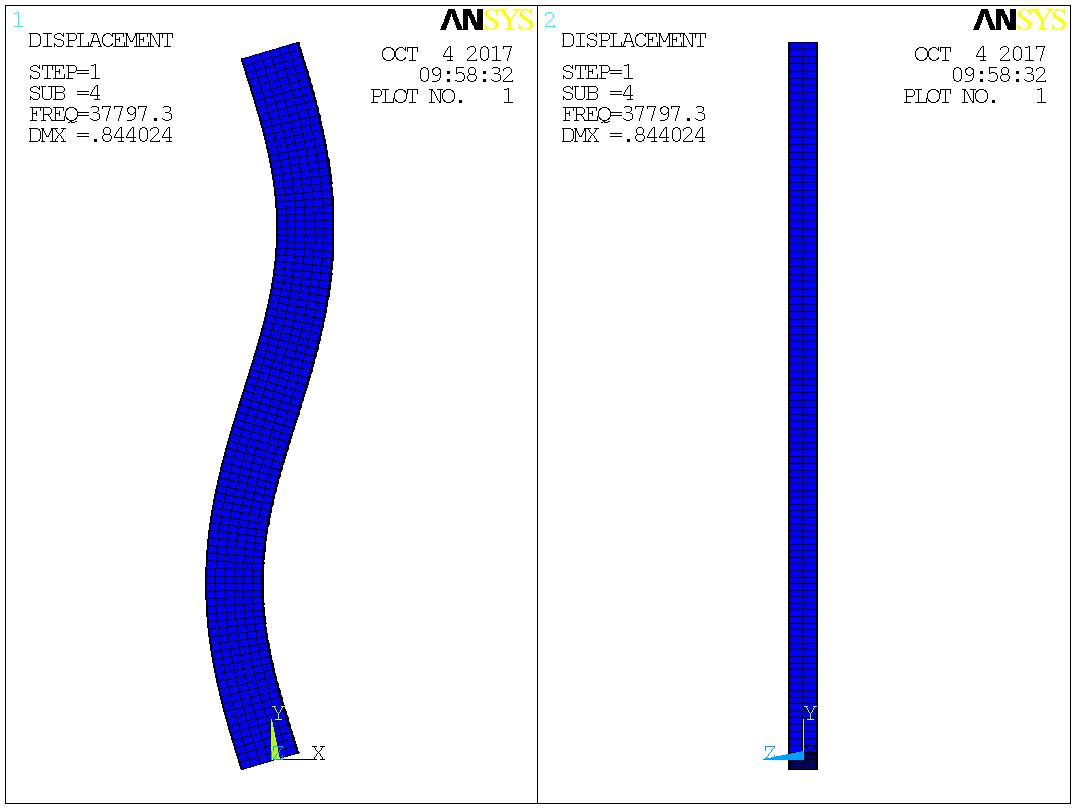 1
ANSYS
DISPLACEMENT
STEP=1
SUB =4
FREQ=37797.3
DMX =.844024
OCT 4 2017
09:58:32
PLOT NO. 1
Y
Z X
2
ANSYS
DISPLACEMENT
STEP=1
SUB =4
FREQ=37797.3
DMX =.844024
OCT 4 2017
09:58:32
PLOT NO. 1
Y
Z